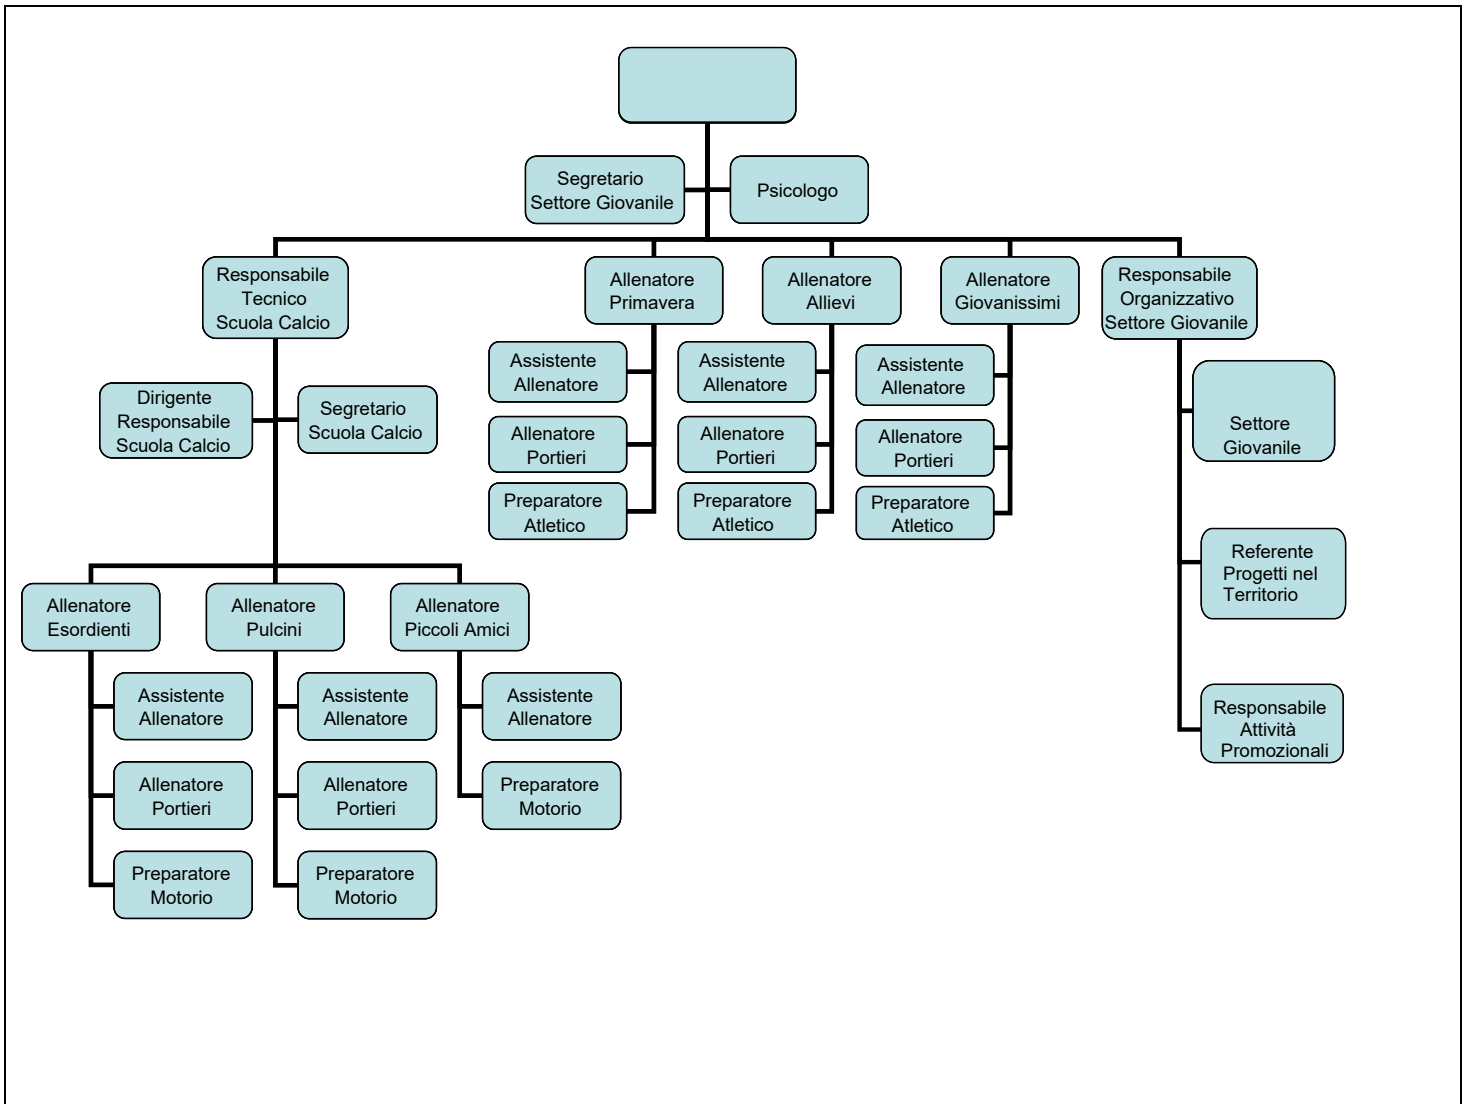 Segretario
Settore Giovanile
Psicologo
Responsabile
Tecnico
Scuola Calcio
Allenatore
Primavera
Allenatore
Allievi
Allenatore
Giovanissimi
Responsabile
Organizzativo
Settore Giovanile
Dirigente
Responsabile
Scuola Calcio
Segretario
Scuola Calcio
Assistente
Allenatore
Allenatore
Portieri
Preparatore
Atletico
Assistente
Allenatore
Allenatore
Portieri
Preparatore
Atletico
Assistente
Allenatore
Allenatore
Portieri
Preparatore
Atletico
Settore
Giovanile
Referente
Progetti nel
Territorio
Responsabile
Attività
Promozionali
Allenatore
Esordienti
Allenatore
Pulcini
Allenatore
Piccoli Amici
Assistente
Allenatore
Allenatore
Portieri
Preparatore
Motorio
Assistente
Allenatore
Allenatore
Portieri
Preparatore
Motorio
Assistente
Allenatore
Preparatore
Motorio